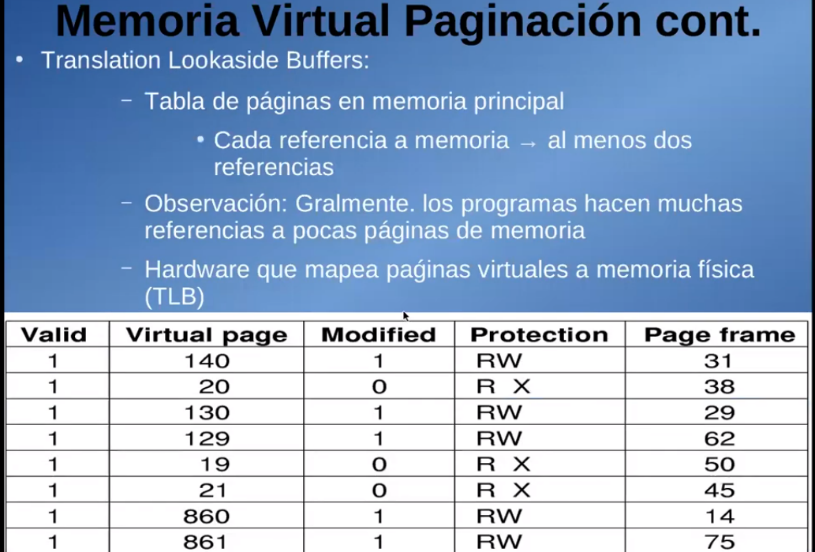 Memoria Virtual Paginación cont.
• Translation Lookaside Buffers:
– Tabla de páginas en memoria principal
• Cada referencia a memoria → al menos dos
referencias
– Observación: Gralmente. los programas hacen muchas
referencias a pocas páginas de memoria
– Hardware que mapea paǵinas virtuales a memoria física
(TLB)
Valid Virtual page Modified Protection Page frame
1 140 1 RW 31
1 20 0 R X 38
1 130 1 RW 29
1 129 1 RW 62
1 19 0 R X 50
1 21 0 R X 45
1 860 1 RW 14
1 861 1 RW 75